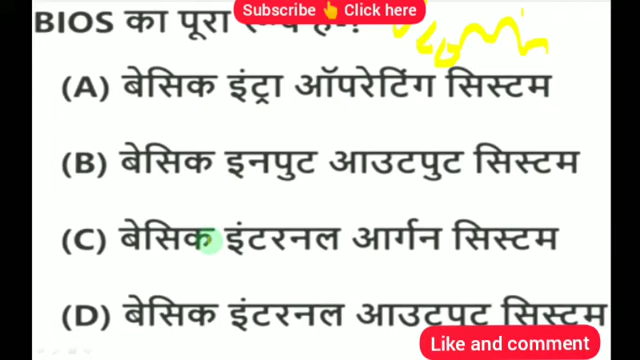 Subscribe 👆 Click here
BIOS का पूरा
(A) बेसिक इंट्रा ऑपरेटिंग सिस्टम
(B) बेसिक इनपुट आउटपुट सिस्टम
(C) बेसिक इंटरनल आर्गन सिस्टम
(D) बेसिक इंटरनल आउटपुट सिस्टम
Like and comment